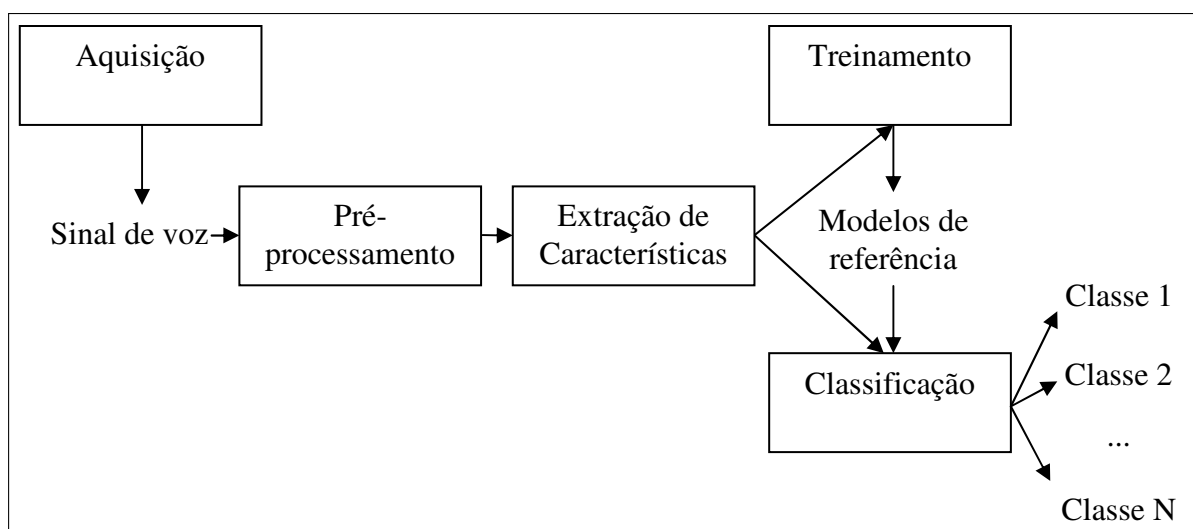 Aquisição
Treinamento
Sinal de voz
Pré-
processamento
Extração de
Características
Modelos de
referência
Classificação
Classe 1
Classe 2
...
Classe N